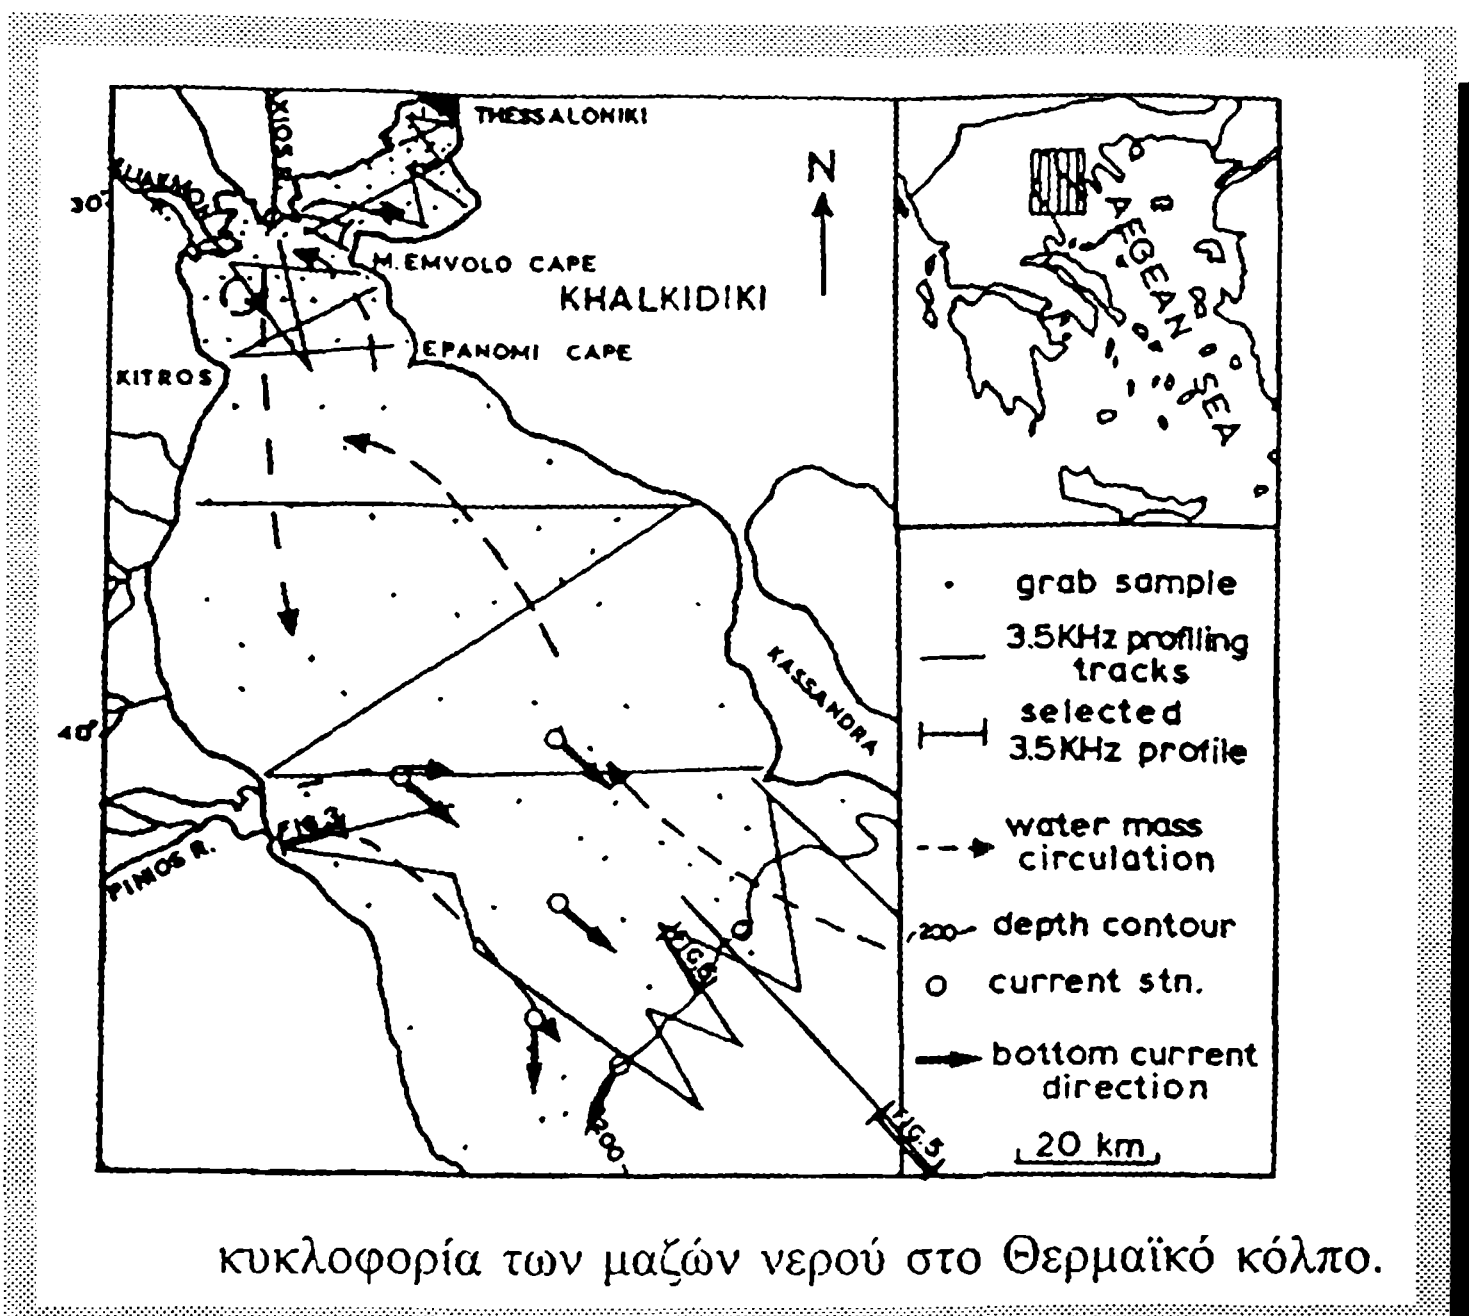 THESSALONIKI
AXIOS R.
ALIAKMON R.
30'
N
M. EMVOLO CAPE
KHALKIDIKI
EPANOMI CAPE
KITROS
AEGEAN SEA
grab sample
3.5KHz profiling
tracks
selected
3.5KHz profile
KASSANDRA
40°
FIG.3
PINIOS R.
water mass
circulation
200
depth contour
FIG.6
current stn.
bottom current
direction
FIG.5
200
20 km
κυκλοφορία των μαζών νερού στο Θερμαϊκό κόλπο.